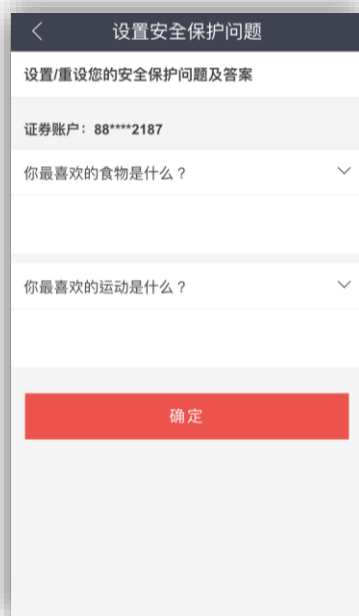 设置安全保护问题
设置/重设您的安全保护问题及答案
证券账户：88****2187
你最喜欢的食物是什么？
你最喜欢的运动是什么？
确定